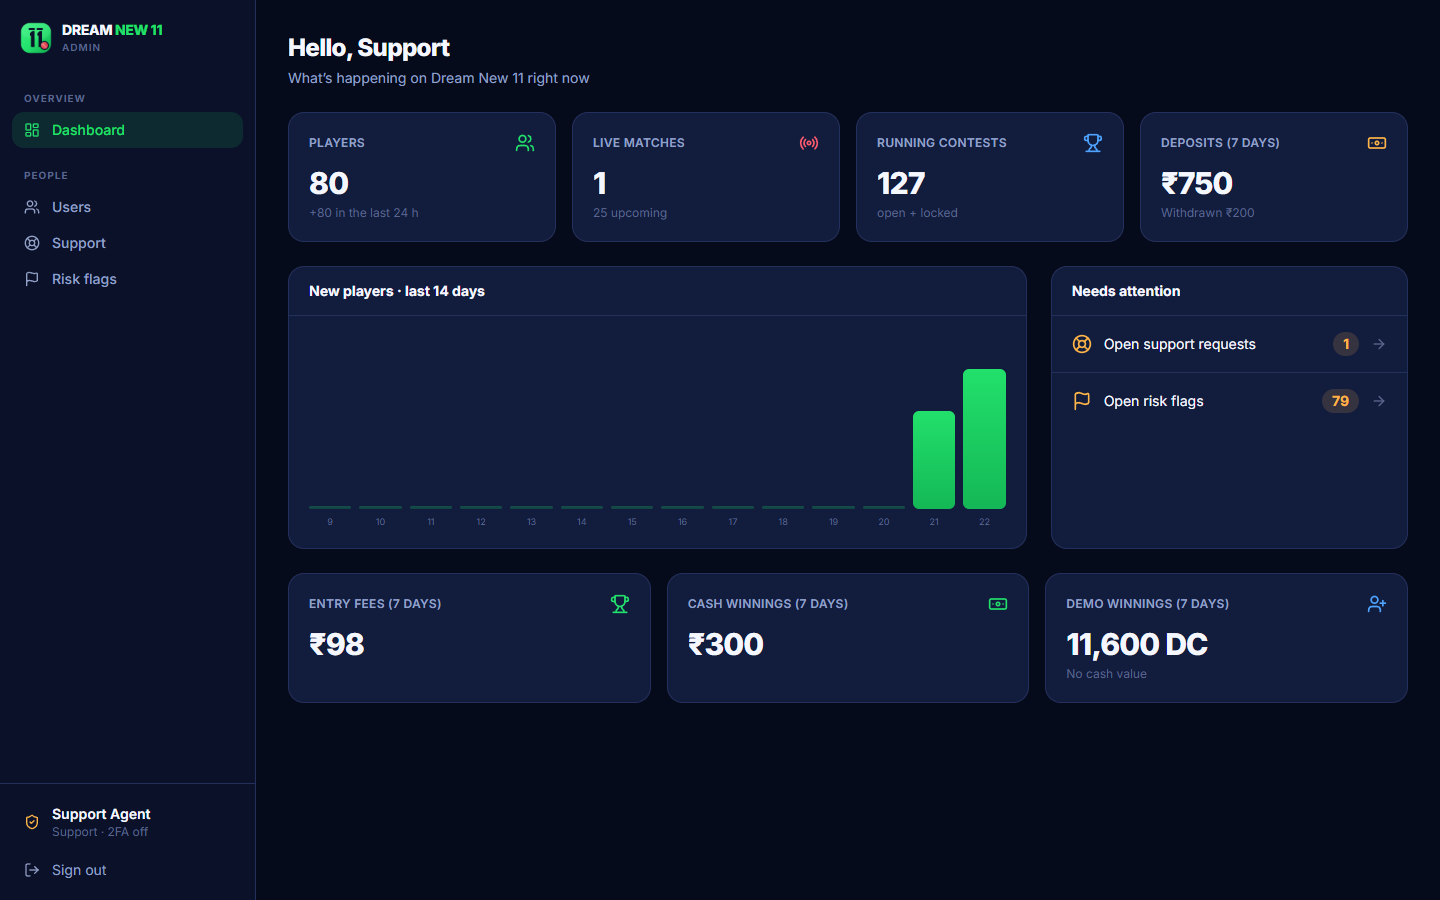 DREAM NEW 11
ADMIN
OVERVIEW
Dashboard
PEOPLE
Users
Support
Risk flags
Support Agent
Support · 2FA off
Sign out
Hello, Support
What's happening on Dream New 11 right now
PLAYERS
80
+80 in the last 24 h
LIVE MATCHES
1
25 upcoming
RUNNING CONTESTS
127
open + locked
DEPOSITS (7 DAYS)
₹750
Withdrawn ₹200
New players · last 14 days
9 10 11 12 13 14 15 16 17 18 19 20 21 22
Needs attention
Open support requests 1
Open risk flags 79
ENTRY FEES (7 DAYS)
₹98
CASH WINNINGS (7 DAYS)
₹300
DEMO WINNINGS (7 DAYS)
11,600 DC
No cash value